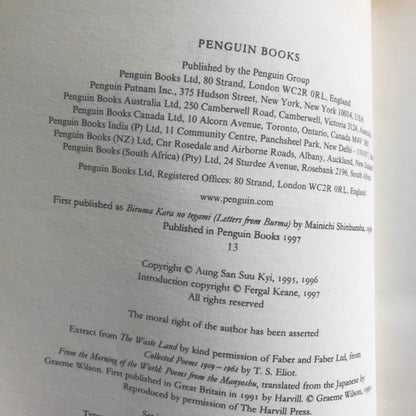 PENGUIN BOOKS
Published by the Penguin Group
Penguin Books Ltd, 80 Strand, London WC2R 0RL, England
Penguin Putnam Inc., 375 Hudson Street, New York, New York 10014, USA
Penguin Books Australia Ltd, 250 Camberwell Road, Camberwell, Victoria 3124, Australia
Penguin Books Canada Ltd, 10 Alcorn Avenue, Toronto, Ontario, Canada M4V 3B2
Penguin Books India (P) Ltd, 11 Community Centre, Panchsheel Park, New Delhi – 110
Penguin Books (NZ) Ltd, Cnr Rosedale and Airborne Roads, Albany, Auckland, New
Penguin Books (South Africa) (Pty) Ltd, 24 Sturdee Avenue, Rosebank 2196, South
Penguin Books Ltd, Registered Offices: 80 Strand, London WC2R 0RL, England
www.penguin.com
First published as Biruma Kara no tegami (Letters from Burma) by Mainichi Shinbunsha,
Published in Penguin Books 1997
13
Copyright © Aung San Suu Kyi, 1991, 1996
Introduction copyright © Fergal Keane, 1997
All rights reserved
The moral right of the author has been asserted
Extract from The Waste Land by kind permission of Faber and Faber Ltd, from
Collected Poems 1909–1962 by T. S. Eliot.
From the Morning of the World: Poems from the Manyoshu, translated from the Japanese by
Graeme Wilson. First published in Great Britain in 1991 by Harvill. © Graeme Wilson,
Reproduced by permission of The Harvill Press.